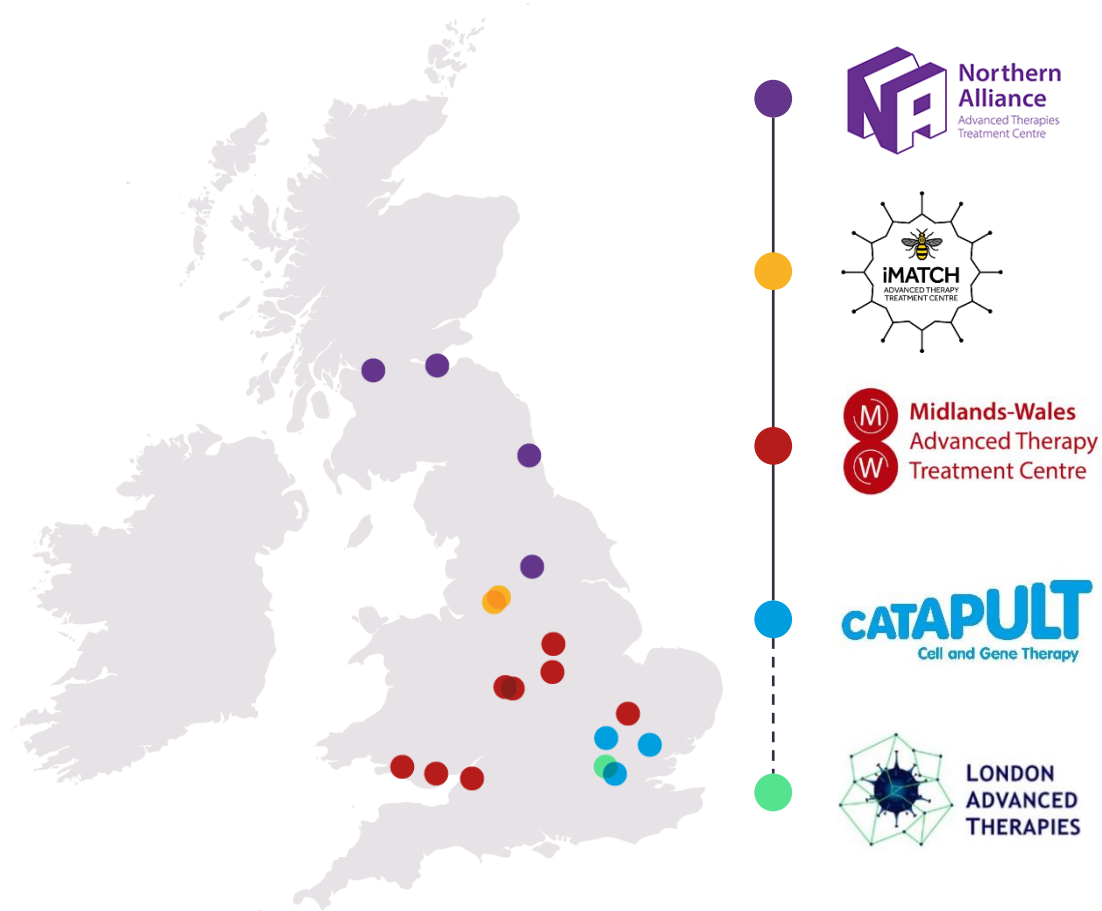 NA
Northern
Alliance
Advanced Therapies
Treatment Centre
iMATCH
ADVANCED THERAPY
TREATMENT CENTRE
M
W
Midlands-Wales
Advanced Therapy
Treatment Centre
CATAPULT
Cell and Gene Therapy
LONDON
ADVANCED
THERAPIES